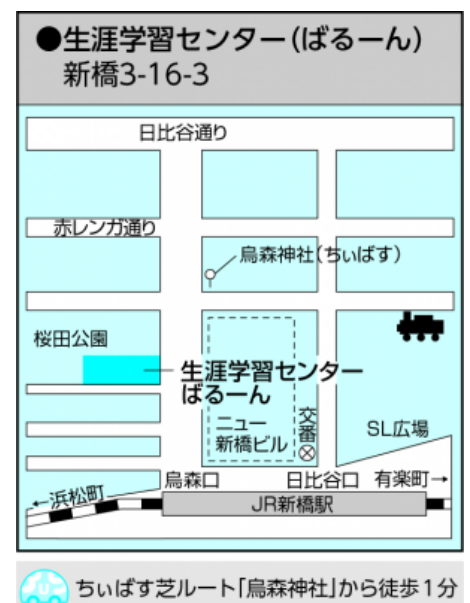 ●生涯学習センター(ばるーん)
新橋3-16-3
日比谷通り
赤レンガ通り
烏森神社(ちぃばす)
桜田公園
生涯学習センター
ばるーん
ニュー
新橋ビル
交番
SL広場
烏森口
日比谷口
有楽町→
←浜松町
JR新橋駅
ちぃばす芝ルート「烏森神社」から徒歩1分